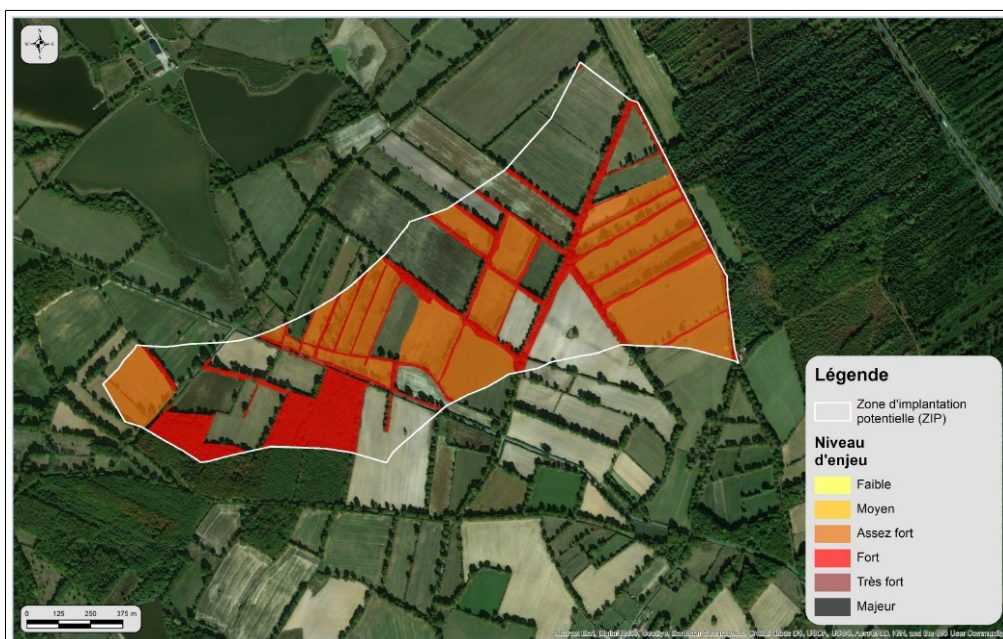 N
W E
S
Légende
Zone d'implantation
potentielle (ZIP)
Niveau
d'enjeu
Faible
Moyen
Assez fort
Fort
Très fort
Majeur
0 125 250 375 m